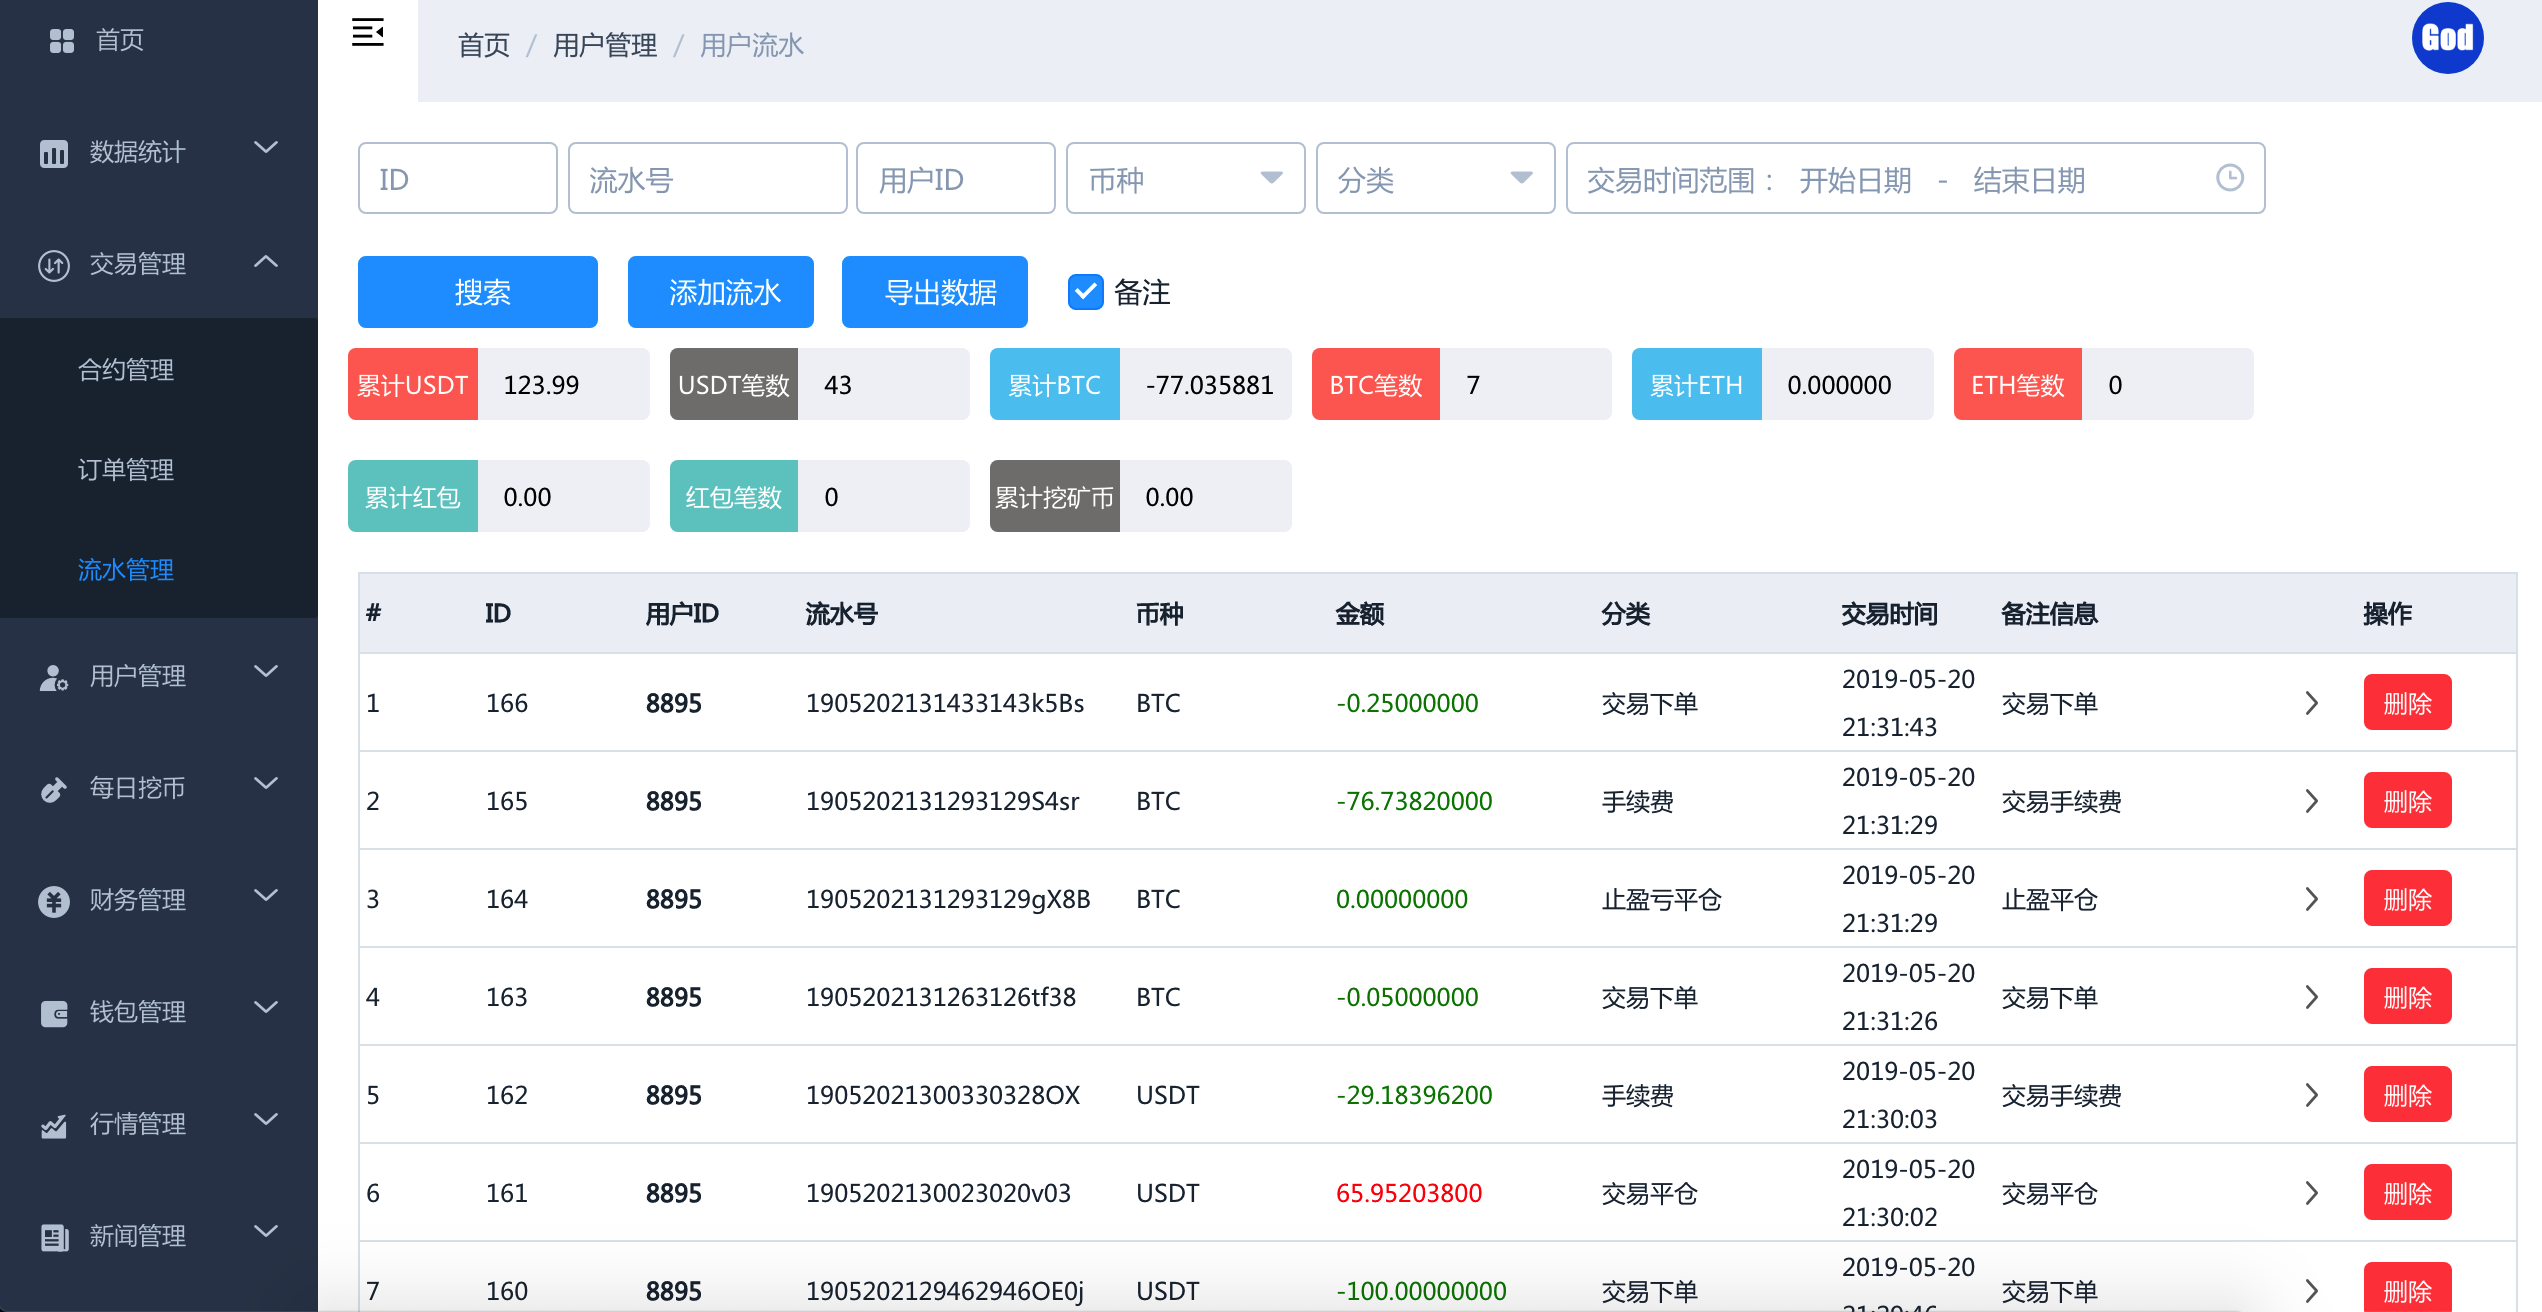 首页
数据统计
交易管理
合约管理
订单管理
流水管理
用户管理
每日挖币
财务管理
钱包管理
行情管理
新闻管理
首页 / 用户管理 / 用户流水
God
ID 流水号 用户ID 币种 分类 交易时间范围： 开始日期 - 结束日期
搜索 添加流水 导出数据 备注
累计USDT 123.99 USDT笔数 43 累计BTC -77.035881 BTC笔数 7 累计ETH 0.000000 ETH笔数 0
累计红包 0.00 红包笔数 0 累计挖矿币 0.00
# ID 用户ID 流水号 币种 金额 分类 交易时间 备注信息 操作
1 166 8895 1905202131433143k5Bs BTC -0.25000000 交易下单 2019-05-20 21:31:43 交易下单 删除
2 165 8895 1905202131293129S4sr BTC -76.73820000 手续费 2019-05-20 21:31:29 交易手续费 删除
3 164 8895 1905202131293129gX8B BTC 0.00000000 止盈亏平仓 2019-05-20 21:31:29 止盈平仓 删除
4 163 8895 1905202131263126tf38 BTC -0.05000000 交易下单 2019-05-20 21:31:26 交易下单 删除
5 162 8895 19052021300330328OX USDT -29.18396200 手续费 2019-05-20 21:30:03 交易手续费 删除
6 161 8895 1905202130023020v03 USDT 65.95203800 交易平仓 2019-05-20 21:30:02 交易平仓 删除
7 160 8895 1905202129462946OE0j USDT -100.00000000 交易下单 2019-05-20 交易下单 删除